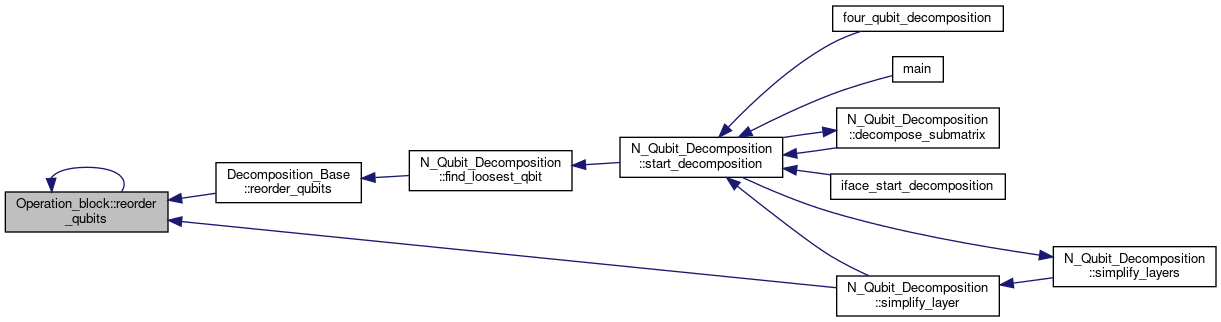 four_qubit_decomposition
main
N_Qubit_Decomposition
::decompose_submatrix
N_Qubit_Decomposition
::start_decomposition
N_Qubit_Decomposition
::find_loosest_qbit
Decomposition_Base
::reorder_qubits
iface_start_decomposition
Operation_block::reorder
_qubits
N_Qubit_Decomposition
::simplify_layers
N_Qubit_Decomposition
::simplify_layer